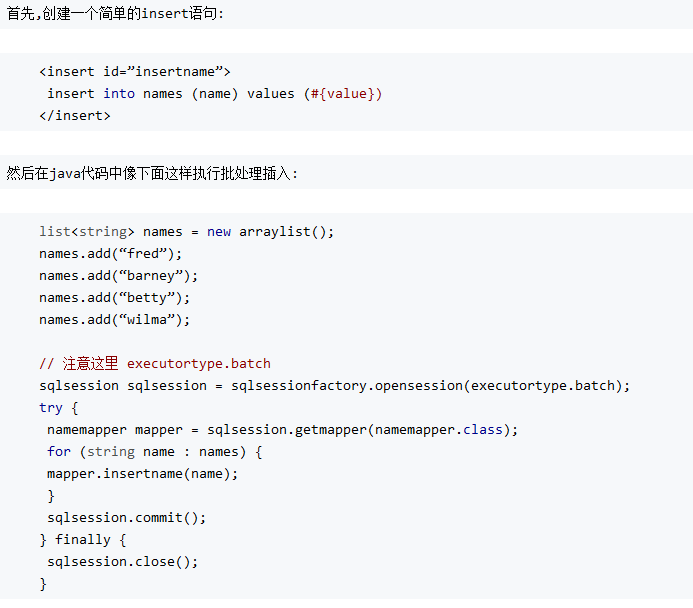 首先,创建一个简单的insert语句:
<insert id=”insertname”>
insert into names (name) values (#{value})
</insert>
然后在java代码中像下面这样执行批处理插入:
list<string> names = new arraylist();
names.add(“fred”);
names.add(“barney”);
names.add(“betty”);
names.add(“wilma”);
// 注意这里 executortype.batch
sqlsession sqlsession = sqlsessionfactory.opensession(executortype.batch);
try {
namemapper mapper = sqlsession.getmapper(namemapper.class);
for (string name : names) {
mapper.insertname(name);
}
sqlsession.commit();
} finally {
sqlsession.close();
}